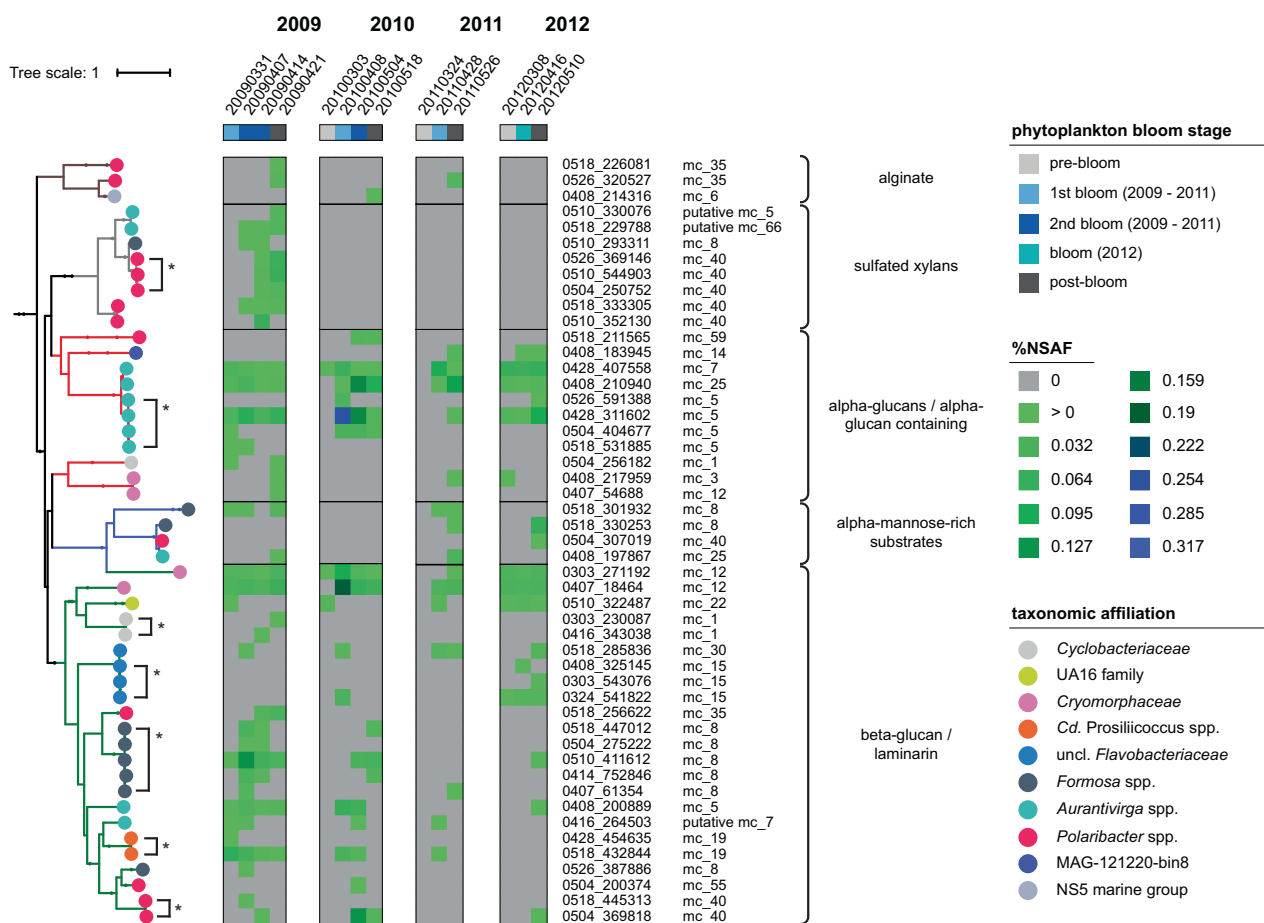 2009 2010 2011 2012
Tree scale: 1
20090331 20090407 20090414 20090421 20100303 20100408 20100504 20100518 20110324 20110428 20110526 20120308 20120416 20120510
0518_226081 mc_35
0526_320527 mc_35
0408_214316 mc_6
alginate
0510_330076 putative mc_5
0518_229788 putative mc_66
0510_293311 mc_8
0526_369146 mc_40
0510_544903 mc_40
0504_250752 mc_40
0518_333305 mc_40
0510_352130 mc_40
*
sulfated xylans
0518_211565 mc_59
0408_183945 mc_14
0428_407558 mc_7
0408_210940 mc_25
0526_591388 mc_5
0428_311602 mc_5
0504_404677 mc_5
0518_531885 mc_5
0504_256182 mc_1
0408_217959 mc_3
0407_54688 mc_12
*
alpha-glucans / alpha-
glucan containing
0518_301932 mc_8
0518_330253 mc_8
0504_307019 mc_40
0408_197867 mc_25
alpha-mannose-rich
substrates
0303_271192 mc_12
0407_18464 mc_12
0510_322487 mc_22
0303_230087 mc_1
0416_343038 mc_1
0518_285836 mc_30
0408_325145 mc_15
0303_543076 mc_15
0324_541822 mc_15
0518_256622 mc_35
0518_447012 mc_8
0504_275222 mc_8
0510_411612 mc_8
0414_752846 mc_8
0407_61354 mc_8
0408_200889 mc_5
0416_264503 putative mc_7
0428_454635 mc_19
0518_432844 mc_19
0526_387886 mc_8
0504_200374 mc_55
0518_445313 mc_40
0504_369818 mc_40
*
*
*
*
*
beta-glucan /
laminarin
phytoplankton bloom stage
pre-bloom
1st bloom (2009 - 2011)
2nd bloom (2009 - 2011)
bloom (2012)
post-bloom
%NSAF
0 0.159
> 0 0.19
0.032 0.222
0.064 0.254
0.095 0.285
0.127 0.317
taxonomic affiliation
Cyclobacteriaceae
UA16 family
Cryomorphaceae
Cd. Prosiliicoccus spp.
uncl. Flavobacteriaceae
Formosa spp.
Aurantivirga spp.
Polaribacter spp.
MAG-121220-bin8
NS5 marine group